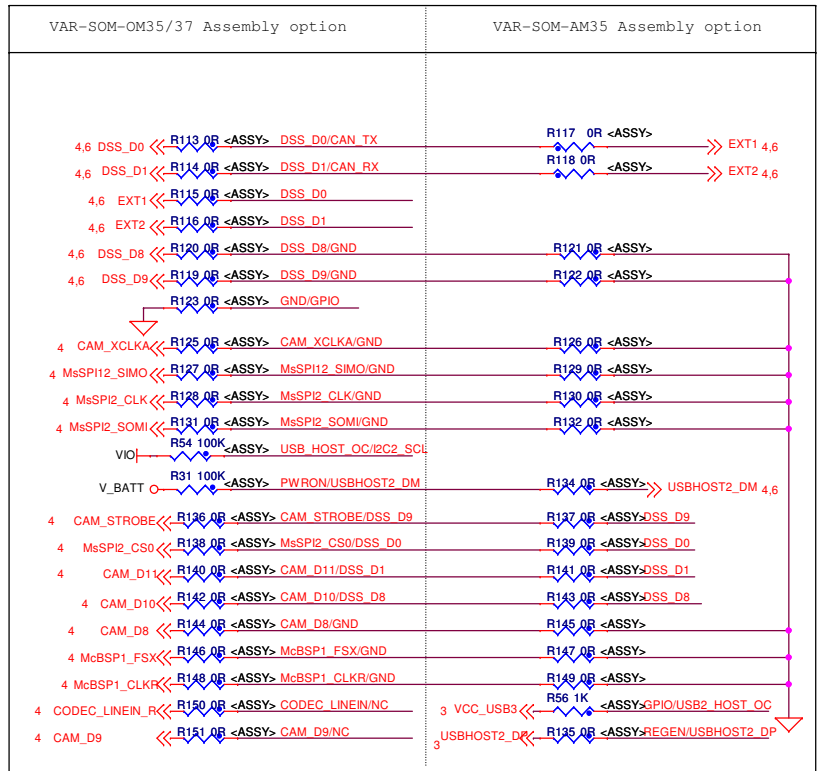 VAR-SOM-OM35/37 Assembly option VAR-SOM-AM35 Assembly option
4,6 DSS_D0 R113 0R <ASSY> DSS_D0/CAN_TX R117 0R <ASSY> EXT1 4,6
4,6 DSS_D1 R114 0R <ASSY> DSS_D1/CAN_RX R118 0R <ASSY> EXT2 4,6
4,6 EXT1 R115 0R <ASSY> DSS_D0
4,6 EXT2 R116 0R <ASSY> DSS_D1
4,6 DSS_D8 R120 0R <ASSY> DSS_D8/GND R121 0R <ASSY>
4,6 DSS_D9 R119 0R <ASSY> DSS_D9/GND R122 0R <ASSY>
R123 0R <ASSY> GND/GPIO
4 CAM_XCLKA R125 0R <ASSY> CAM_XCLKA/GND R126 0R <ASSY>
4 MsSPI12_SIMO R127 0R <ASSY> MsSPI12_SIMO/GND R129 0R <ASSY>
4 MsSPI2_CLK R128 0R <ASSY> MsSPI2_CLK/GND R130 0R <ASSY>
4 MsSPI2_SOMI R131 0R <ASSY> MsSPI2_SOMI/GND R132 0R <ASSY>
VIO R54 100K <ASSY> USB_HOST_OC/I2C2_SCL
V_BATT R31 100K <ASSY> PWRON/USBHOST2_DM R134 0R <ASSY> USBHOST2_DM 4,6
4 CAM_STROBE R136 0R <ASSY> CAM_STROBE/DSS_D9 R137 0R <ASSY> DSS_D9
4 MsSPI2_CS0 R138 0R <ASSY> MsSPI2_CS0/DSS_D0 R139 0R <ASSY> DSS_D0
4 CAM_D11 R140 0R <ASSY> CAM_D11/DSS_D1 R141 0R <ASSY> DSS_D1
4 CAM_D10 R142 0R <ASSY> CAM_D10/DSS_D8 R143 0R <ASSY> DSS_D8
4 CAM_D8 R144 0R <ASSY> CAM_D8/GND R145 0R <ASSY>
4 McBSP1_FSX R146 0R <ASSY> McBSP1_FSX/GND R147 0R <ASSY>
4 McBSP1_CLKR R148 0R <ASSY> McBSP1_CLKR/GND R149 0R <ASSY>
4 CODEC_LINEIN_R R150 0R <ASSY> CODEC_LINEIN/NC 3 VCC_USB3 R56 1K <ASSY> GPIO/USB2_HOST_OC
4 CAM_D9 R151 0R <ASSY> CAM_D9/NC 3 USBHOST2_DP R135 0R <ASSY> REGEN/USBHOST2_DP